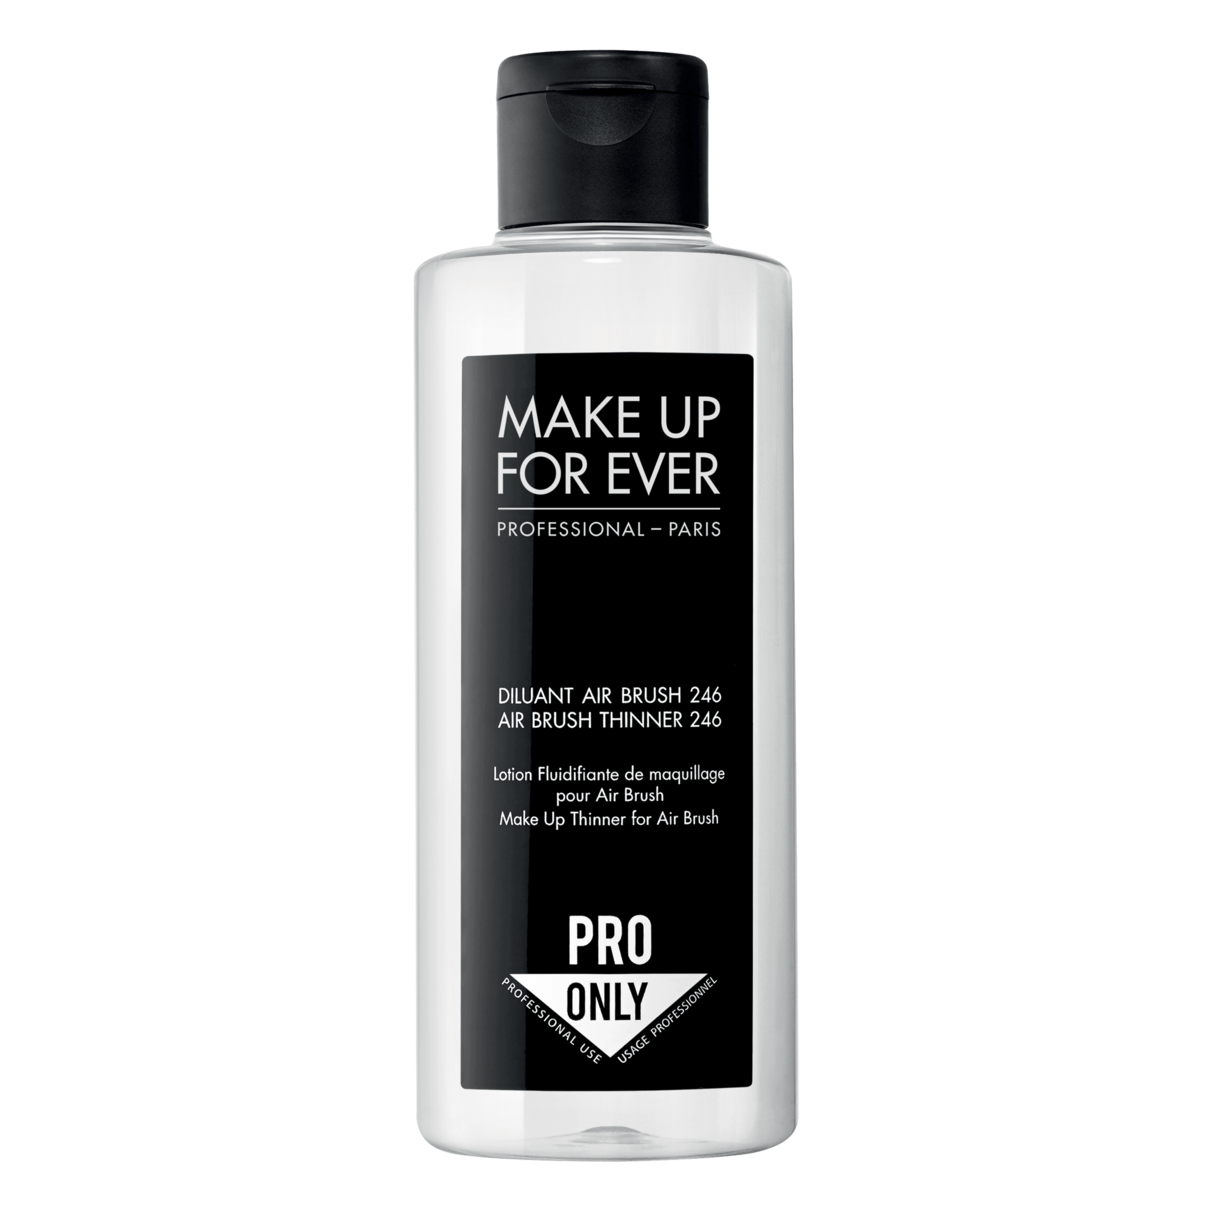 MAKE UP
FOR EVER
PROFESSIONAL – PARIS
DILUANT AIR BRUSH 246
AIR BRUSH THINNER 246
Lotion Fluidifiante de maquillage
pour Air Brush
Make Up Thinner for Air Brush
PRO
ONLY
PROFESSIONAL USE
USAGE PROFESSIONNEL